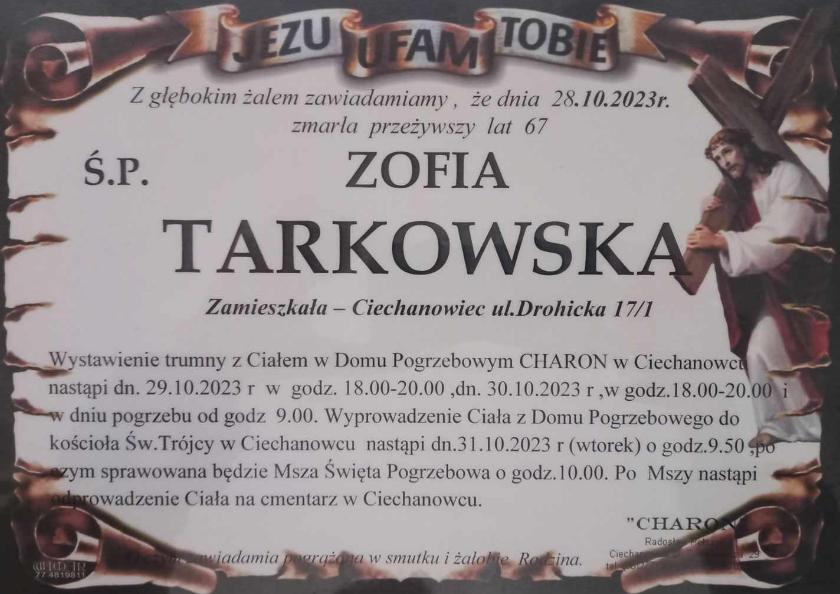 JEZU UFAM TOBIE
Z głębokim żalem zawiadamiamy , że dnia 28.10.2023r.
zmarła przeżywszy lat 67
Ś.P. ZOFIA
TARKOWSKA
Zamieszkała – Ciechanowiec ul.Drohicka 17/1
Wystawienie trumny z Ciałem w Domu Pogrzebowym CHARON w Ciechanowcu
nastąpi dn. 29.10.2023 r w godz. 18.00-20.00 ,dn. 30.10.2023 r ,w godz.18.00-20.00 i
w dniu pogrzebu od godz 9.00. Wyprowadzenie Ciała z Domu Pogrzebowego do
kościoła Św.Trójcy w Ciechanowcu nastąpi dn.31.10.2023 r (wtorek) o godz.9.50 ,po
czym sprawowana będzie Msza Święta Pogrzebowa o godz.10.00. Po Mszy nastąpi
odprowadzenie Ciała na cmentarz w Ciechanowcu.
"CHARON"
zawiadamia pogrążona w smutku i żałobie Rodzina.
77 4819811